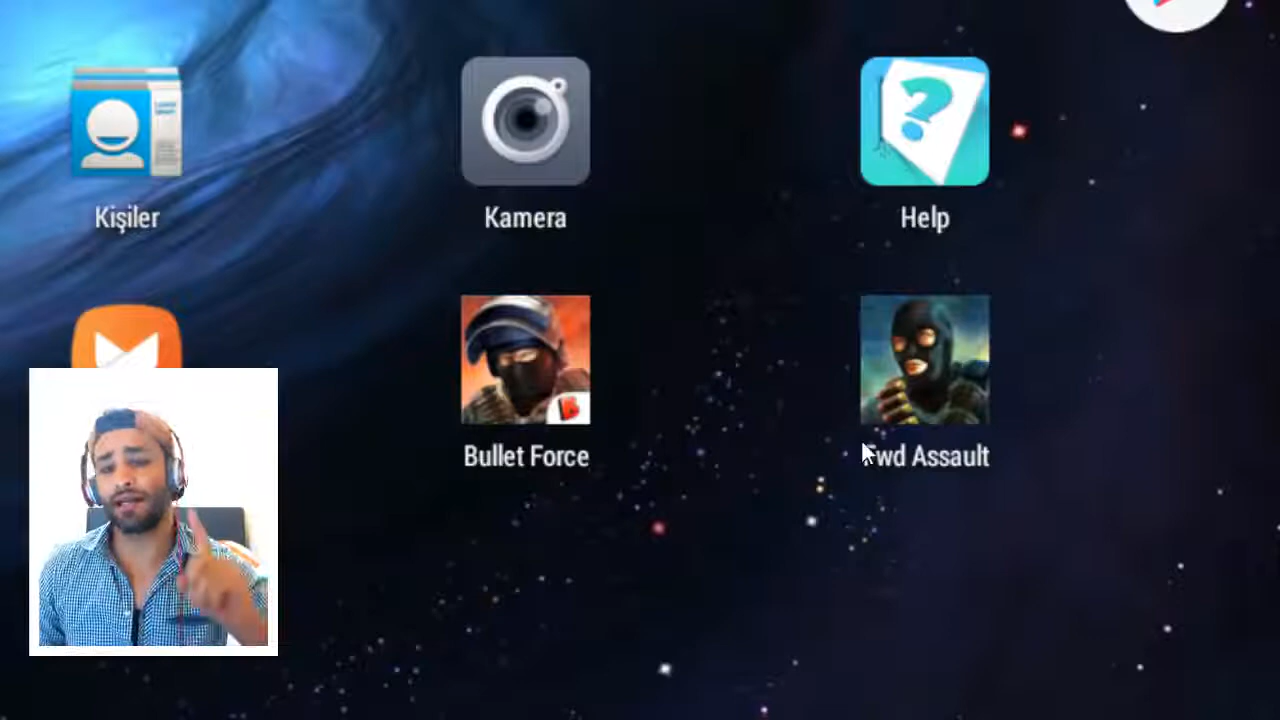 Kişiler
Kamera
Help
Bullet Force
Fwd Assault